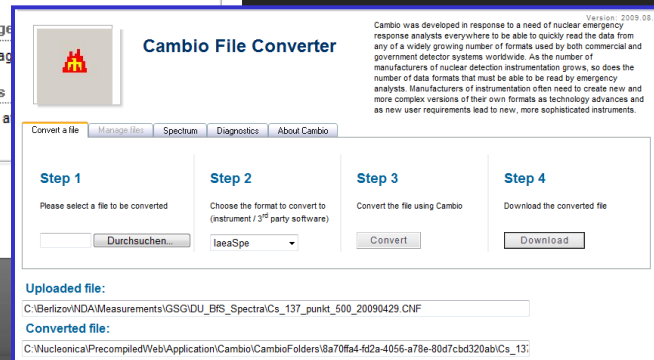 Version: 2009.08.
Cambio File Converter
Cambio was developed in response to a need of nuclear emergency
response analysts everywhere to be able to quickly read the data from
any of a widely growing number of formats used by both commercial and
government detector systems worldwide. As the number of
manufacturers of nuclear detection instrumentation grows, so does the
number of data formats that must be able to be read by emergency
analysts. Manufacturers of instrumentation often need to create new and
more complex versions of their own formats as technology advances and
as new user requirements lead to new, more sophisticated instruments.
Convert a file Manage files Spectrum Diagnostics About Cambio
Step 1
Please select a file to be converted
Durchsuchen...
Step 2
Choose the format to convert to
(instrument / 3rd party software)
IaeaSpe
Step 3
Convert the file using Cambio
Convert
Step 4
Download the converted file
Download
Uploaded file:
C:\Berlizov\NDA\Measurements\GSG\DU_BfS_Spectra\Cs_137_punkt_500_20090429.CNF
Converted file:
C:\Nucleonica\PrecompiledWeb\Application\Cambio\CambioFolders\8a70ffa4-fd2a-4056-a78e-80d7cbd320ab\Cs_137